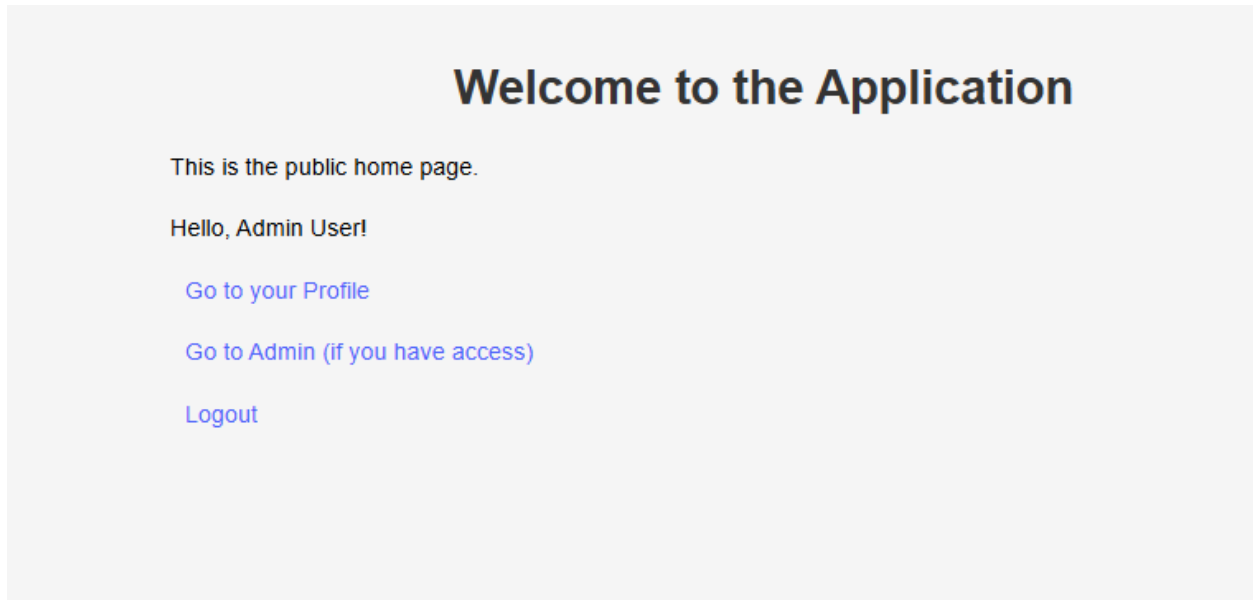 Welcome to the Application
This is the public home page.
Hello, Admin User!
Go to your Profile
Go to Admin (if you have access)
Logout